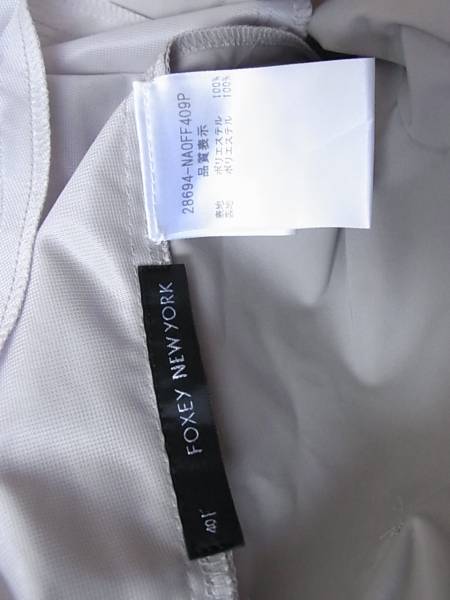 28694-NAOFF409P
品質表示
表地 ポリエステル 100%
裏地 ポリエステル 100%
FOXEY NEW YORK
40